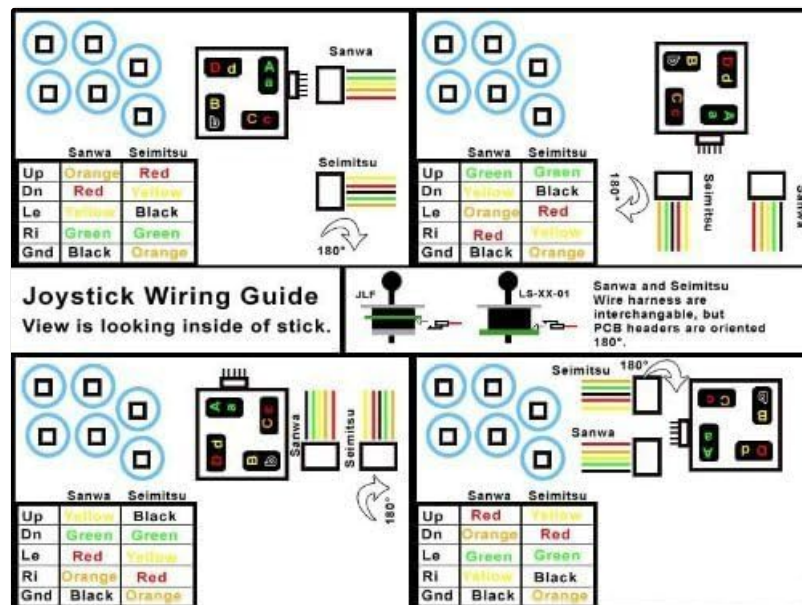 Sanwa
D d
A
a
B
C c
Seimitsu
180°
Sanwa Seimitsu
Up Orange Red
Dn Red Yellow
Le Yellow Black
Ri Green Green
Gnd Black Orange
B
D
d
C c
A
a
180°
Seimitsu
Sanwa
Sanwa Seimitsu
Up Green Green
Dn Yellow Black
Le Orange Red
Ri Red Yellow
Gnd Black Orange
Joystick Wiring Guide
View is looking inside of stick.
JLF
LS-XX-01
Sanwa and Seimitsu
Wire harness are
interchangable, but
PCB headers are oriented
180°.
A a
C c
D d
B
Sanwa
Seimitsu
180°
Sanwa Seimitsu
Up Yellow Black
Dn Green Green
Le Red Yellow
Ri Orange Red
Gnd Black Orange
Seimitsu
180°
Sanwa
C c
B
A
a
D d
Sanwa Seimitsu
Up Red Yellow
Dn Orange Red
Le Green Green
Ri Yellow Black
Gnd Black Orange